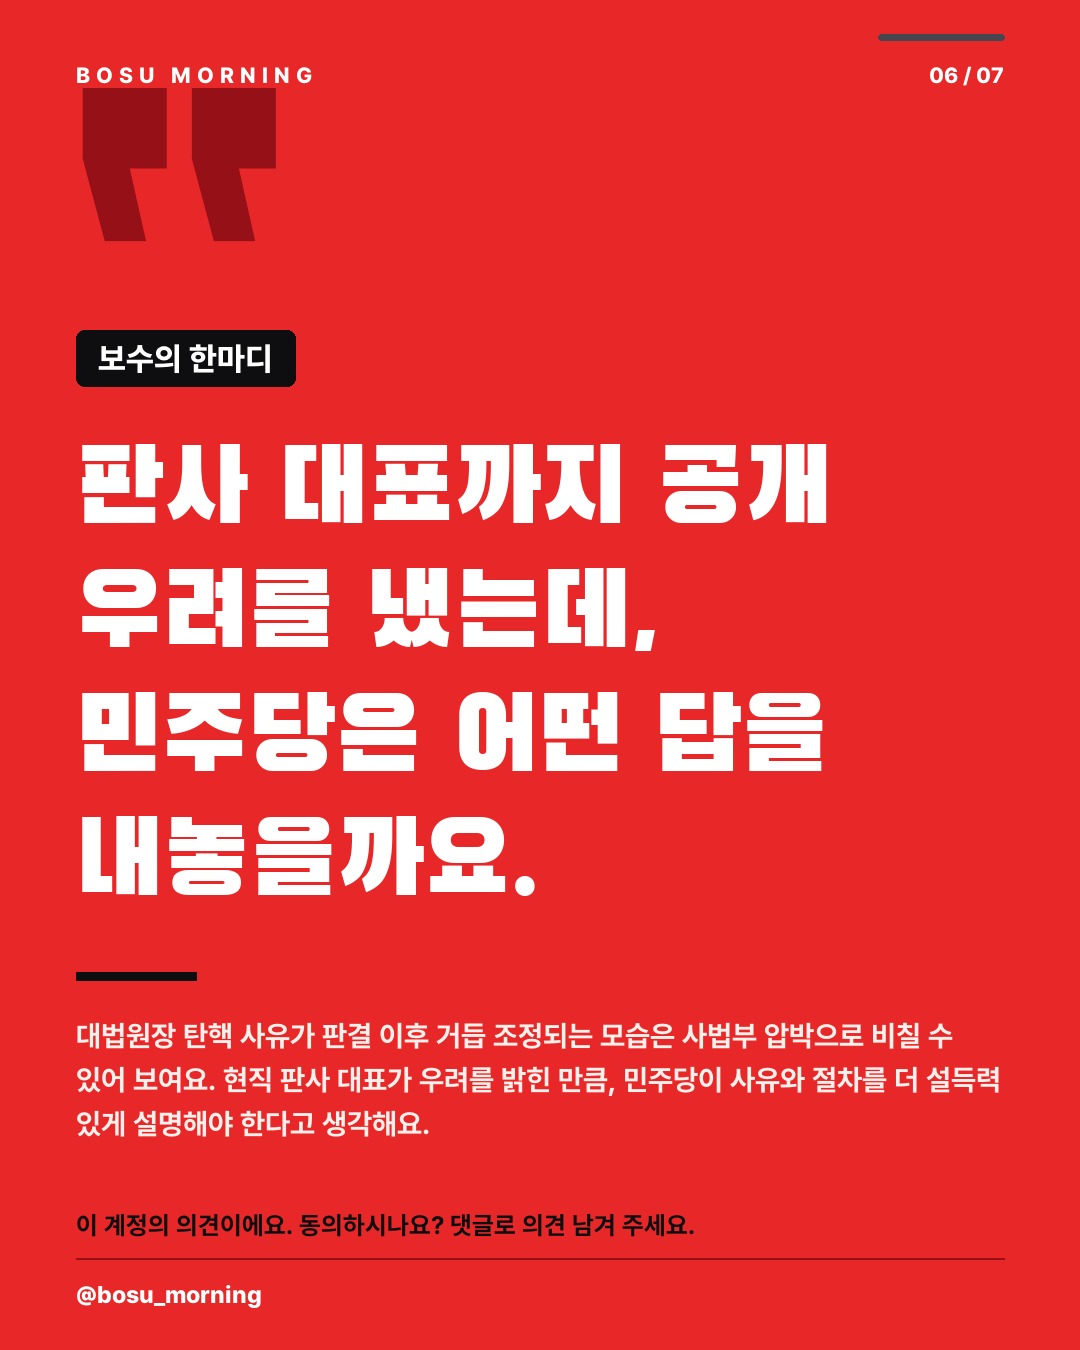 BOSU MORNING
06 / 07
보수의 한마디
판사 대표까지 공개
우려를 냈는데,
민주당은 어떤 답을
내놓을까요.
대법원장 탄핵 사유가 판결 이후 거듭 조정되는 모습은 사법부 압박으로 비칠 수
있어 보여요. 현직 판사 대표가 우려를 밝힌 만큼, 민주당이 사유와 절차를 더 설득력
있게 설명해야 한다고 생각해요.
이 계정의 의견이에요. 동의하시나요? 댓글로 의견 남겨 주세요.
@bosu_morning